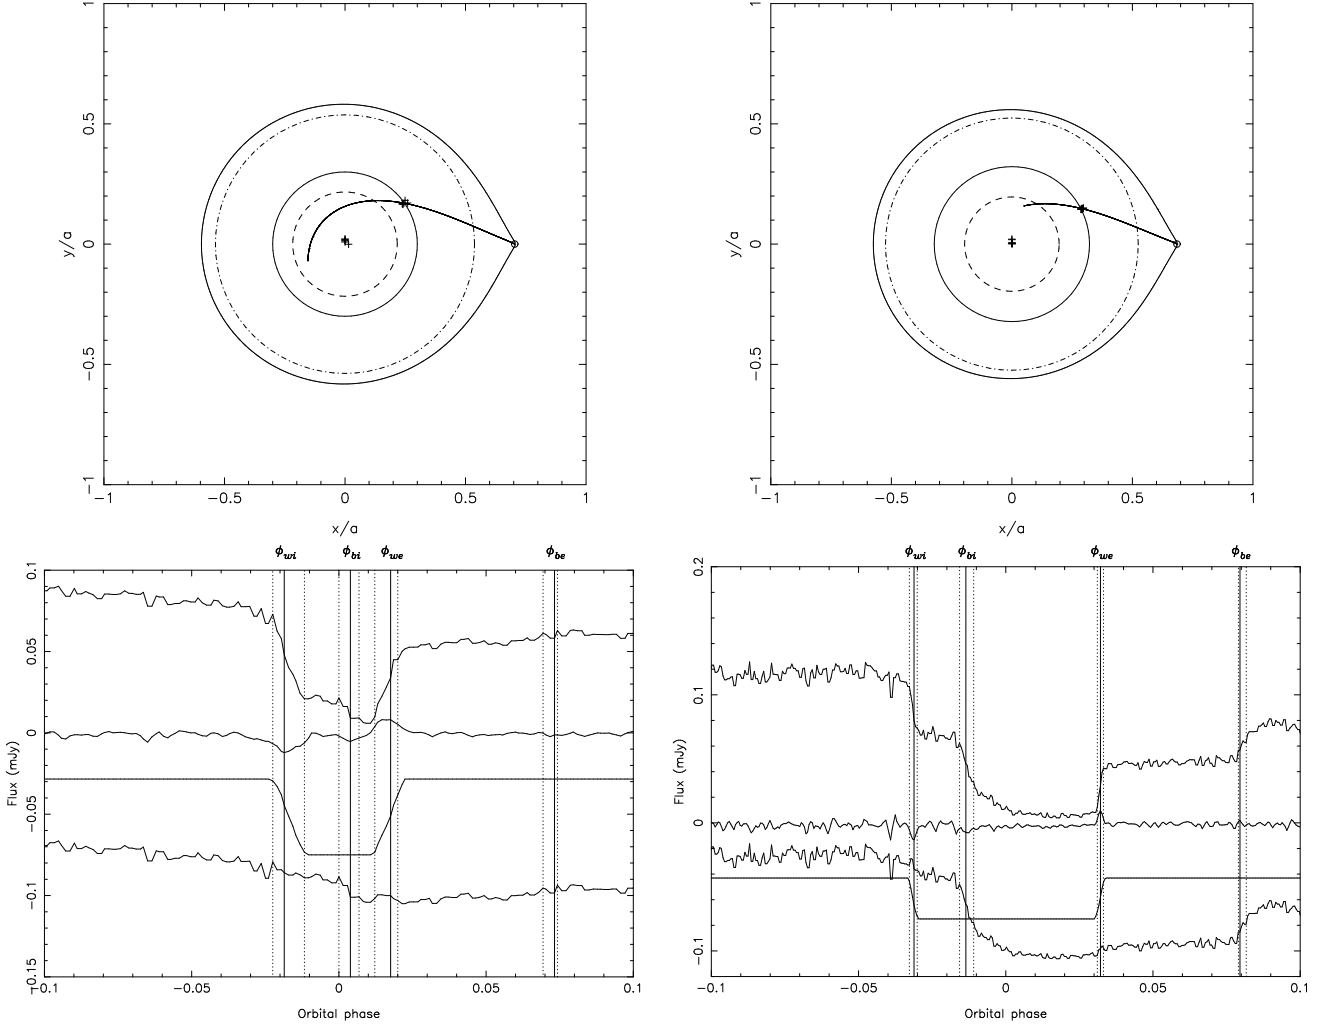 1 1
0.5 0.5
y/a y/a
0 0
−0.5 −0.5
−1 −1
−1 −0.5 0 0.5 1 −1 −0.5 0 0.5 1
x/a x/a
ϕwi ϕbi ϕwe ϕbe ϕwi ϕbi ϕwe ϕbe
0.1 0.2
0.05 0.1
0 0
Flux (mJy) Flux (mJy)
−0.05
−0.1 −0.1
−0.15
−0.1 −0.05 0 0.05 0.1 −0.1 −0.05 0 0.05 0.1
Orbital phase Orbital phase